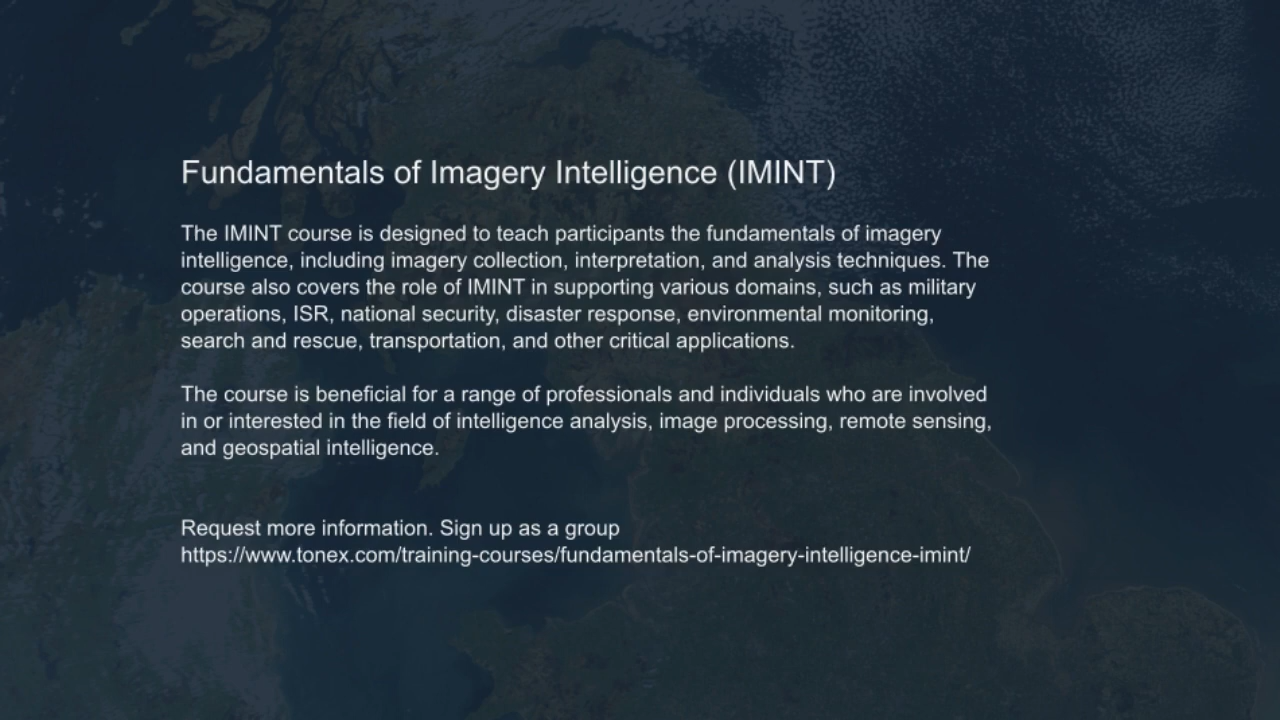 Fundamentals of Imagery Intelligence (IMINT)
The IMINT course is designed to teach participants the fundamentals of imagery
intelligence, including imagery collection, interpretation, and analysis techniques. The
course also covers the role of IMINT in supporting various domains, such as military
operations, ISR, national security, disaster response, environmental monitoring,
search and rescue, transportation, and other critical applications.
The course is beneficial for a range of professionals and individuals who are involved
in or interested in the field of intelligence analysis, image processing, remote sensing,
and geospatial intelligence.
Request more information. Sign up as a group
https://www.tonex.com/training-courses/fundamentals-of-imagery-intelligence-imint/